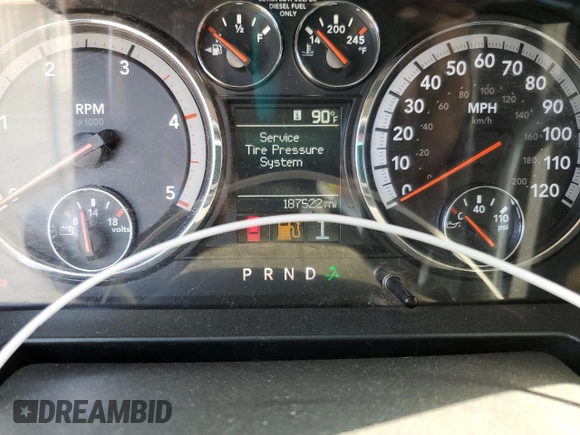 DIESEL FUEL
ONLY
½
F
14
200
245
°F
1
2
3
4
5
RPM
x1000
90°F
Service
Tire Pressure
System
187522 mi
0
10
20
30
40
50
60
70
80
90
100
110
120
MPH
km/h
8
14
18
volts
C
40
110
psi
P R N D
1
DREAMBID